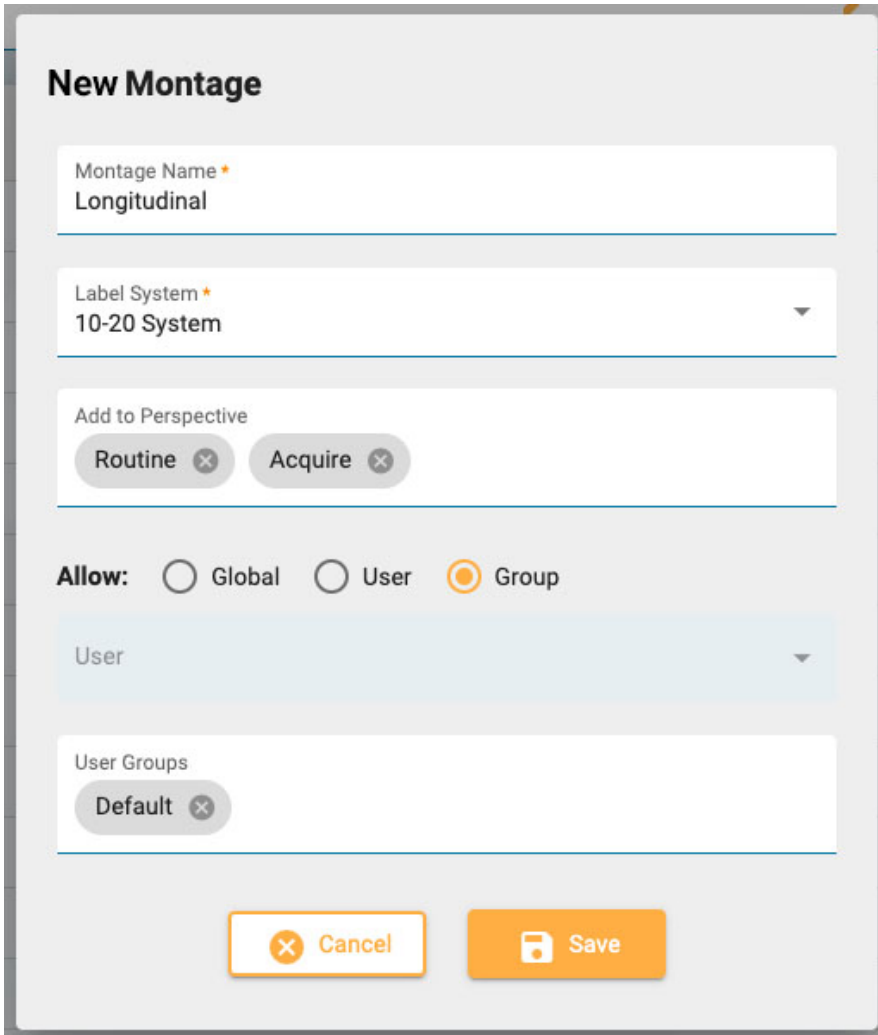 New Montage
Montage Name *
Longitudinal
Label System *
10-20 System
Add to Perspective
Routine Acquire
Allow: Global User Group
User
User Groups
Default
Cancel Save